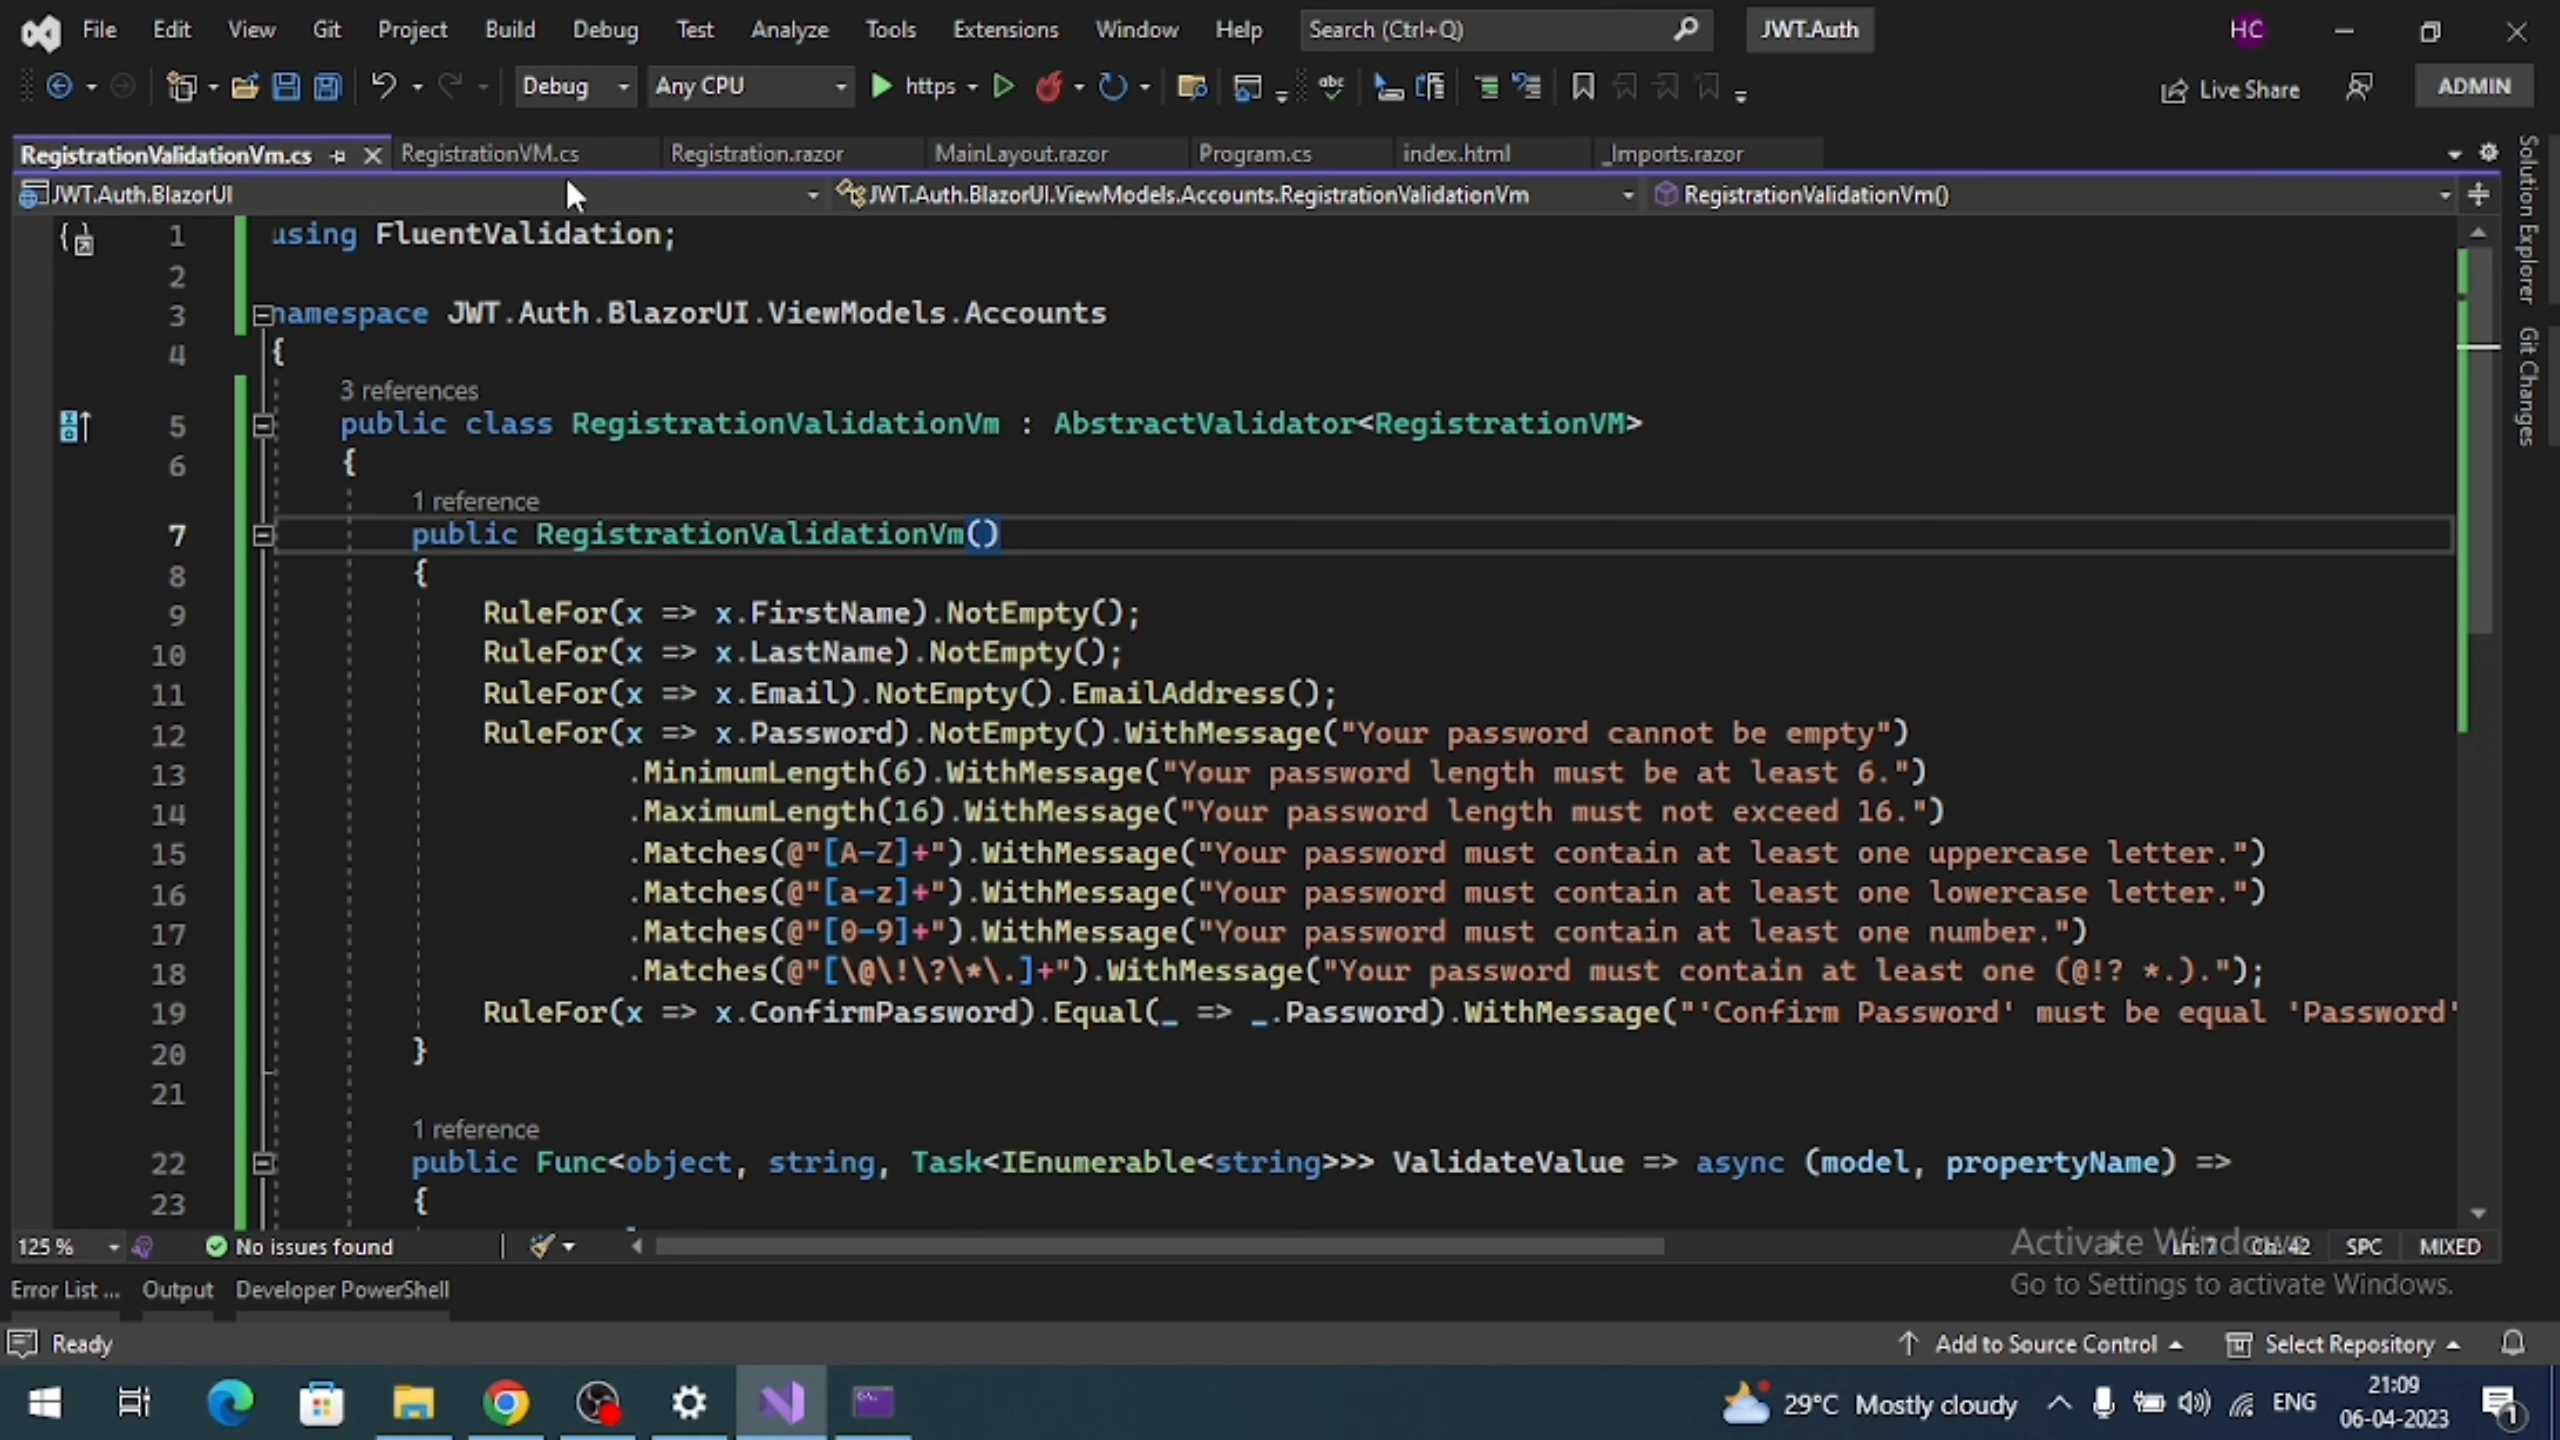 File Edit View Git Project Build Debug Test Analyze Tools Extensions Window Help Search (Ctrl+Q) JWT.Auth HC
Debug Any CPU https abc Live Share ADMIN
RegistrationValidationVm.cs RegistrationVM.cs Registration.razor MainLayout.razor Program.cs index.html _Imports.razor
JWT.Auth.BlazorUI JWT.Auth.BlazorUI.ViewModels.Accounts.RegistrationValidationVm RegistrationValidationVm()
Solution Explorer
Git Changes
1 using FluentValidation;
2
3 namespace JWT.Auth.BlazorUI.ViewModels.Accounts
4 {
3 references
5 public class RegistrationValidationVm : AbstractValidator<RegistrationVM>
6 {
1 reference
7 public RegistrationValidationVm()
8 {
9 RuleFor(x => x.FirstName).NotEmpty();
10 RuleFor(x => x.LastName).NotEmpty();
11 RuleFor(x => x.Email).NotEmpty().EmailAddress();
12 RuleFor(x => x.Password).NotEmpty().WithMessage("Your password cannot be empty")
13 .MinimumLength(6).WithMessage("Your password length must be at least 6.")
14 .MaximumLength(16).WithMessage("Your password length must not exceed 16.")
15 .Matches(@"[A-Z]+").WithMessage("Your password must contain at least one uppercase letter.")
16 .Matches(@"[a-z]+").WithMessage("Your password must contain at least one lowercase letter.")
17 .Matches(@"[0-9]+").WithMessage("Your password must contain at least one number.")
18 .Matches(@"[\@\!\?\*\.]+").WithMessage("Your password must contain at least one (@!? *.).");
19 RuleFor(x => x.ConfirmPassword).Equal(_ => _.Password).WithMessage("'Confirm Password' must be equal 'Password'
20 }
21
1 reference
22 public Func<object, string, Task<IEnumerable<string>>> ValidateValue => async (model, propertyName) =>
23 {
125 % No issues found Ln: 7 Ch: 42 SPC MIXED
Activate Windows
Go to Settings to activate Windows.
Error List ... Output Developer PowerShell
Ready Add to Source Control Select Repository
29°C Mostly cloudy ENG 21:09
06-04-2023 1